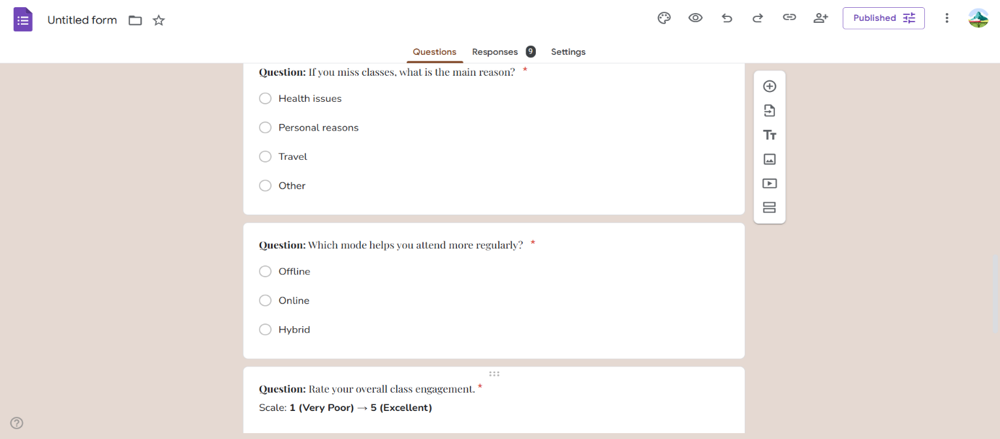 Untitled form
Published
Questions
Responses 9
Settings
Question: If you miss classes, what is the main reason? *
Health issues
Personal reasons
Travel
Other
Question: Which mode helps you attend more regularly? *
Offline
Online
Hybrid
Question: Rate your overall class engagement. *
Scale: 1 (Very Poor) → 5 (Excellent)